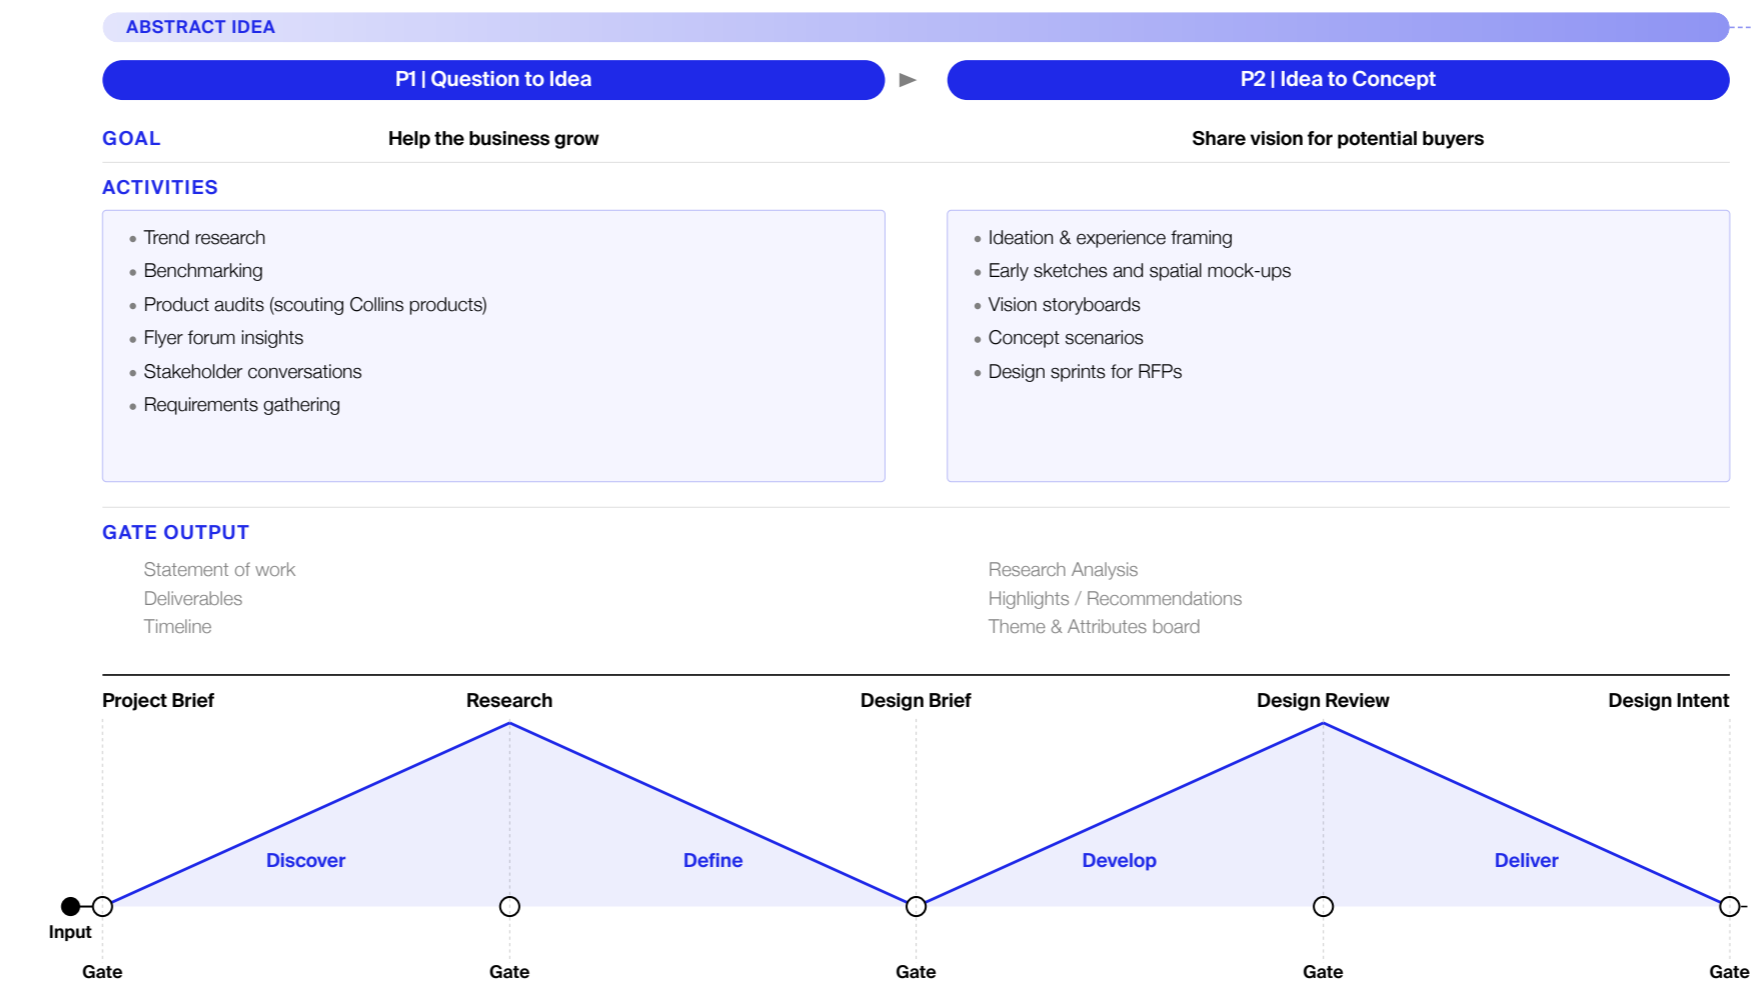 ABSTRACT IDEA
P1 | Question to Idea
P2 | Idea to Concept
GOAL
Help the business grow
Share vision for potential buyers
ACTIVITIES
Trend research
Benchmarking
Product audits (scouting Collins products)
Flyer forum insights
Stakeholder conversations
Requirements gathering
Ideation & experience framing
Early sketches and spatial mock-ups
Vision storyboards
Concept scenarios
Design sprints for RFPs
GATE OUTPUT
Statement of work
Deliverables
Timeline
Research Analysis
Highlights / Recommendations
Theme & Attributes board
Project Brief
Research
Design Brief
Design Review
Design Intent
Discover
Define
Develop
Deliver
Input
Gate
Gate
Gate
Gate
Gate